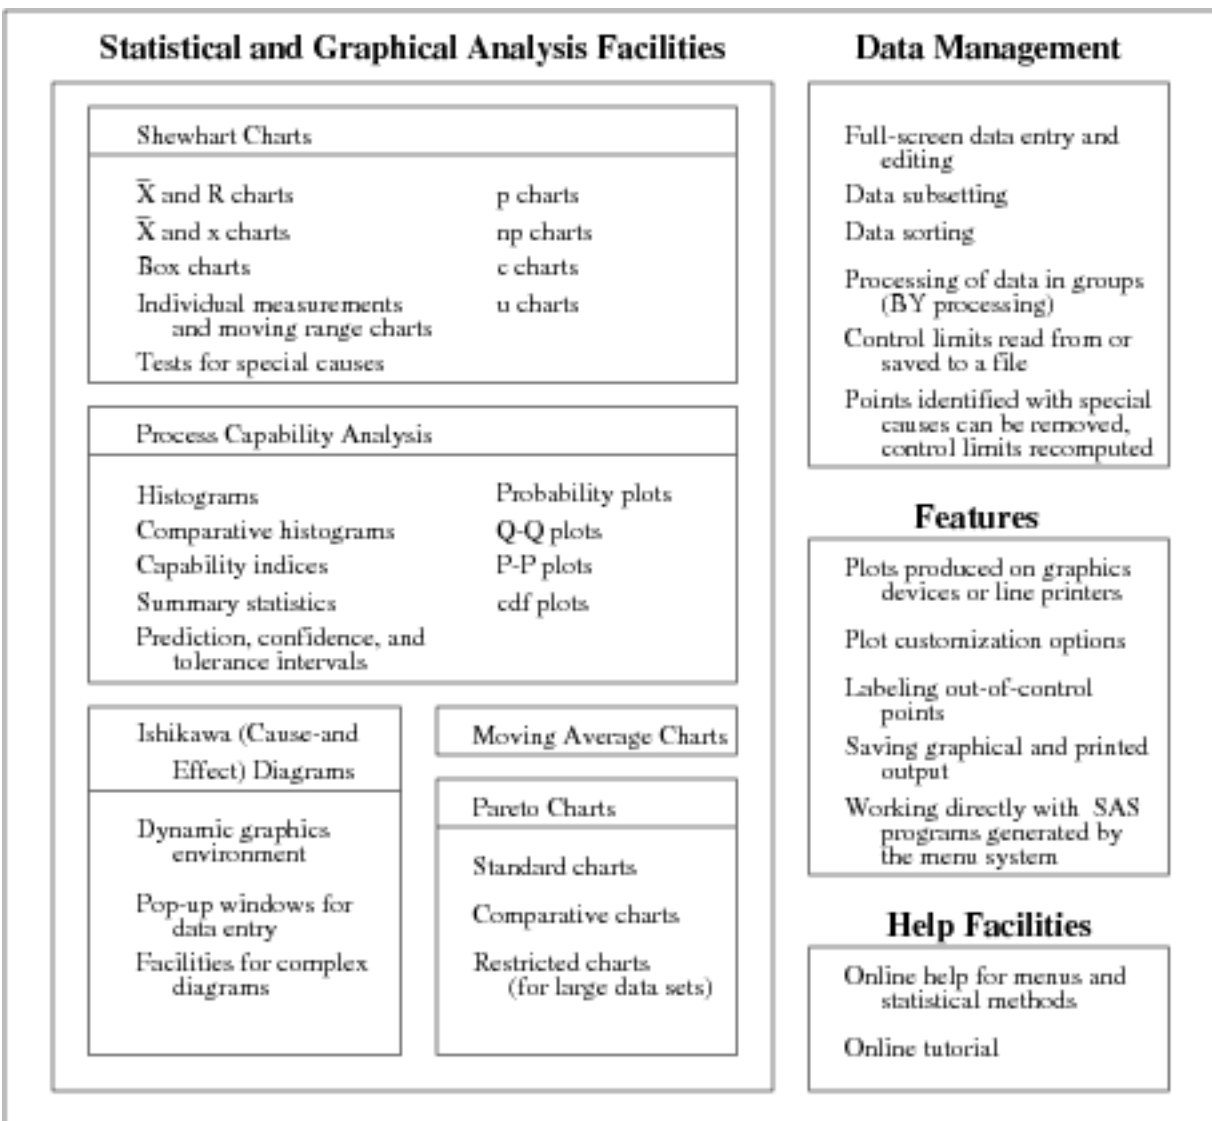 Statistical and Graphical Analysis Facilities
Shewhart Charts
X̅ and R charts
X̅ and x charts
Box charts
Individual measurements
and moving range charts
Tests for special causes
p charts
np charts
c charts
u charts
Process Capability Analysis
Histograms
Comparative histograms
Capability indices
Summary statistics
Prediction, confidence, and
tolerance intervals
Probability plots
Q-Q plots
P-P plots
cdf plots
Ishikawa (Cause-and
Effect) Diagrams
Dynamic graphics
environment
Pop-up windows for
data entry
Facilities for complex
diagrams
Moving Average Charts
Pareto Charts
Standard charts
Comparative charts
Restricted charts
(for large data sets)
Data Management
Full-screen data entry and
editing
Data subsetting
Data sorting
Processing of data in groups
(BY processing)
Control limits read from or
saved to a file
Points identified with special
causes can be removed,
control limits recomputed
Features
Plots produced on graphics
devices or line printers
Plot customization options
Labeling out-of-control
points
Saving graphical and printed
output
Working directly with SAS
programs generated by
the menu system
Help Facilities
Online help for menus and
statistical methods
Online tutorial